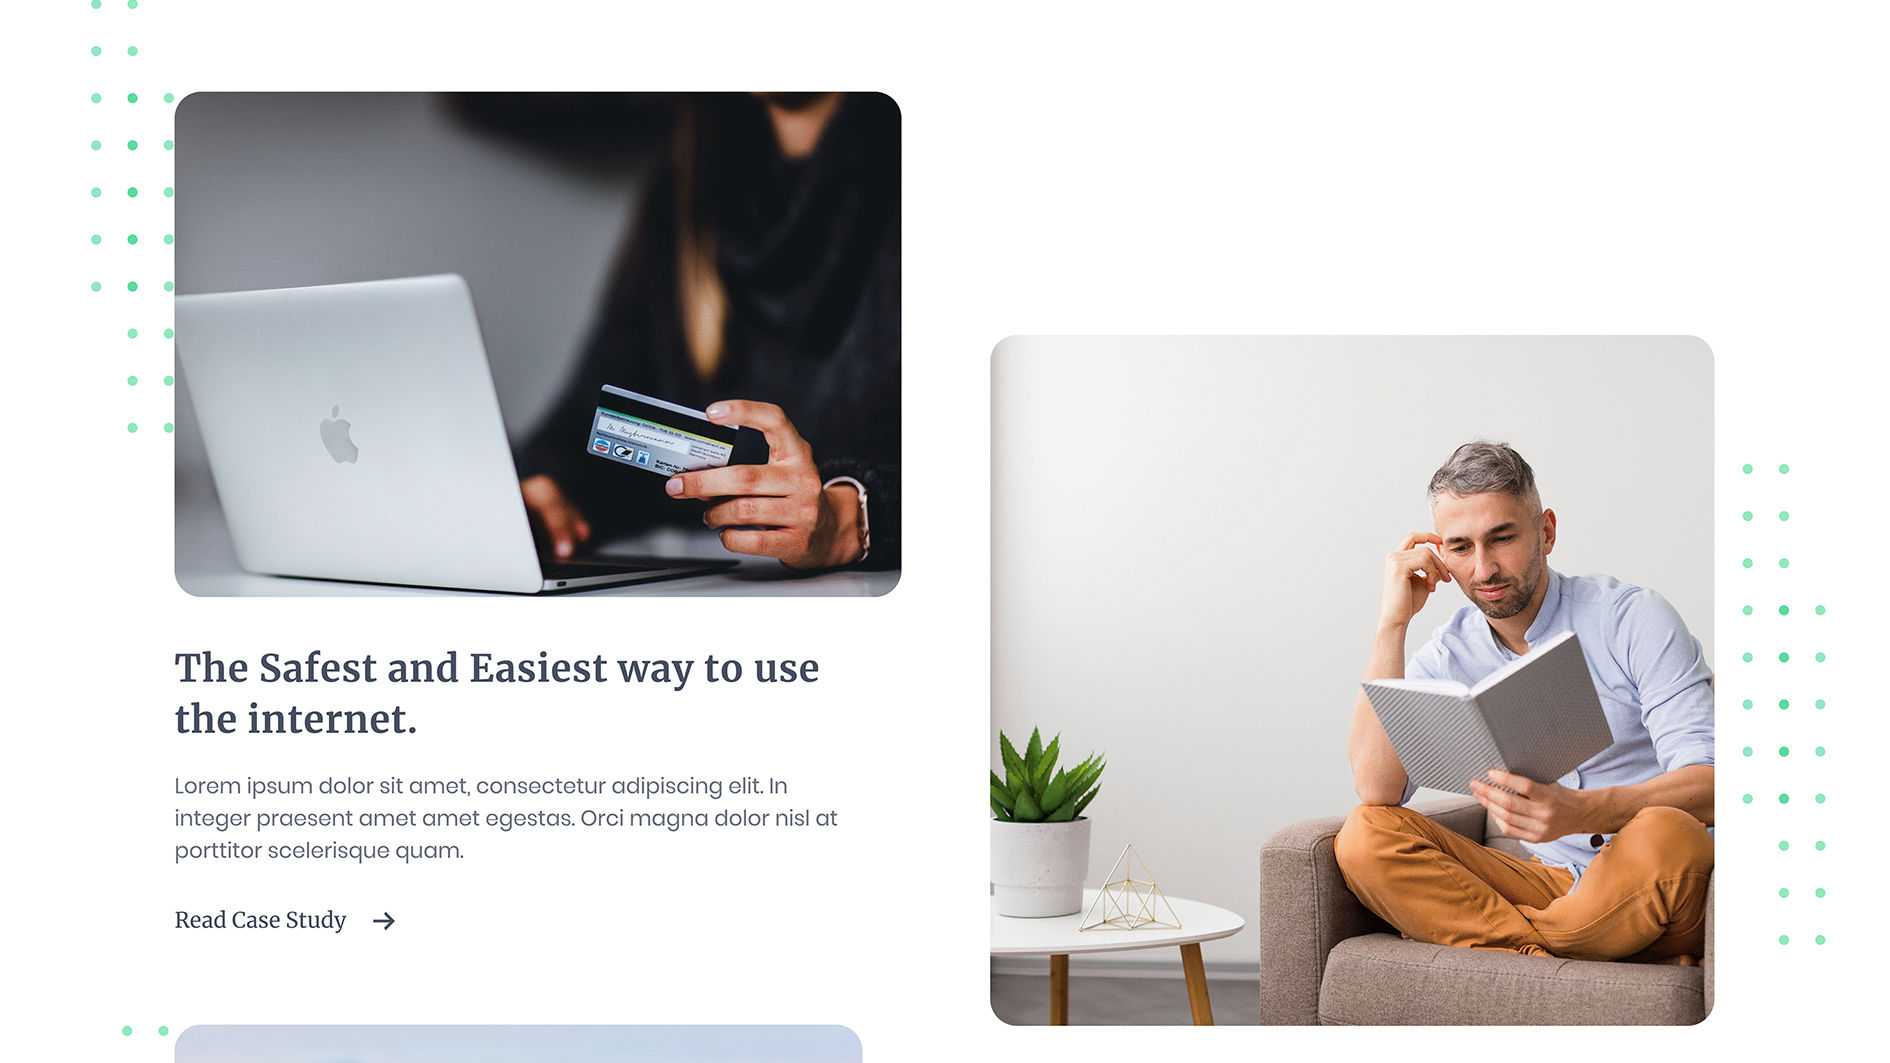 The Safest and Easiest way to use
the internet.
Lorem ipsum dolor sit amet, consectetur adipiscing elit. In
integer praesent amet amet egestas. Orci magna dolor nisl at
porttitor scelerisque quam.
Read Case Study